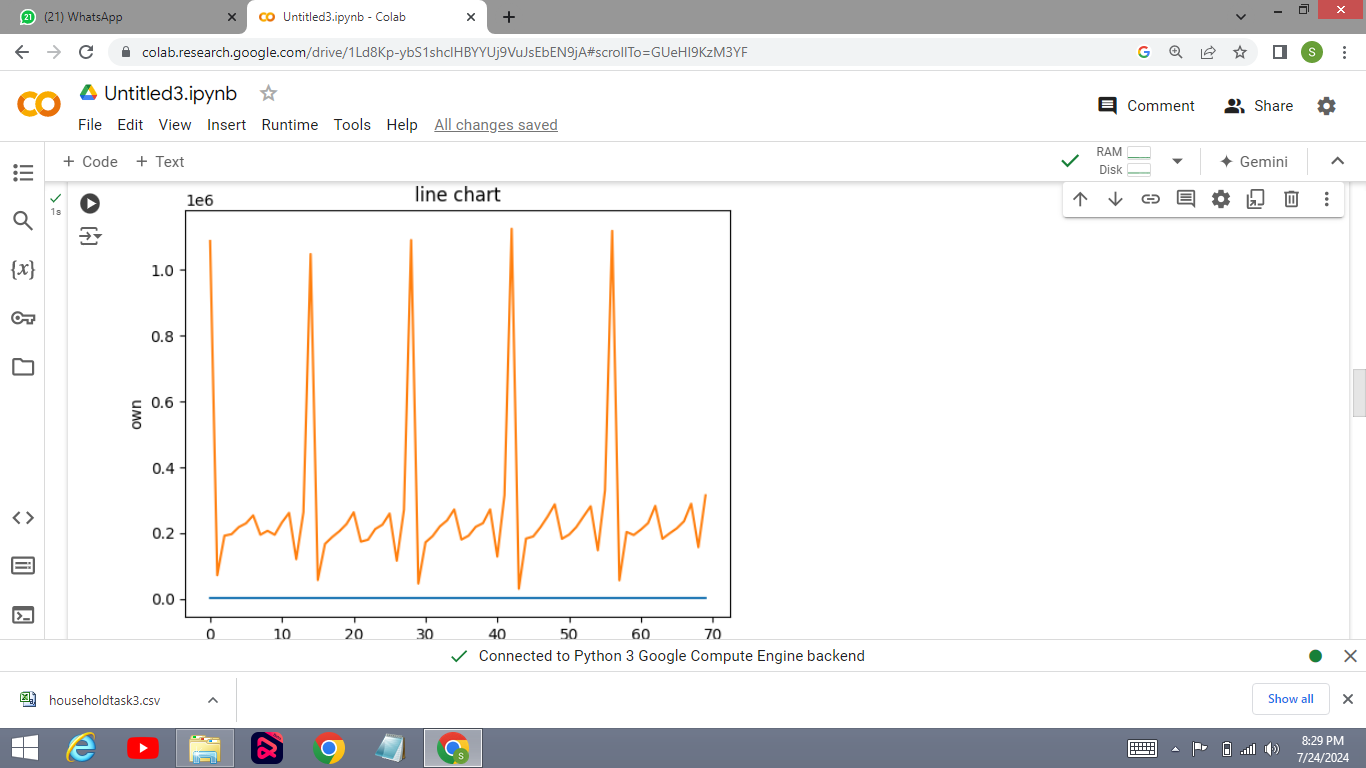 (21) WhatsApp
Untitled3.ipynb - Colab
colab.research.google.com/drive/1Ld8Kp-ybS1shcIHBYYUj9VuJsEbEN9jA#scrollTo=GUeHI9KzM3YF
S
Untitled3.ipynb
Comment
Share
File Edit View Insert Runtime Tools Help All changes saved
+ Code + Text
RAM
Disk
Gemini
1s
line chart
1e6
1.0
0.8
0.6
own
0.4
0.2
0.0
0 10 20 30 40 50 60 70
Connected to Python 3 Google Compute Engine backend
householdtask3.csv
Show all
8:29 PM
7/24/2024